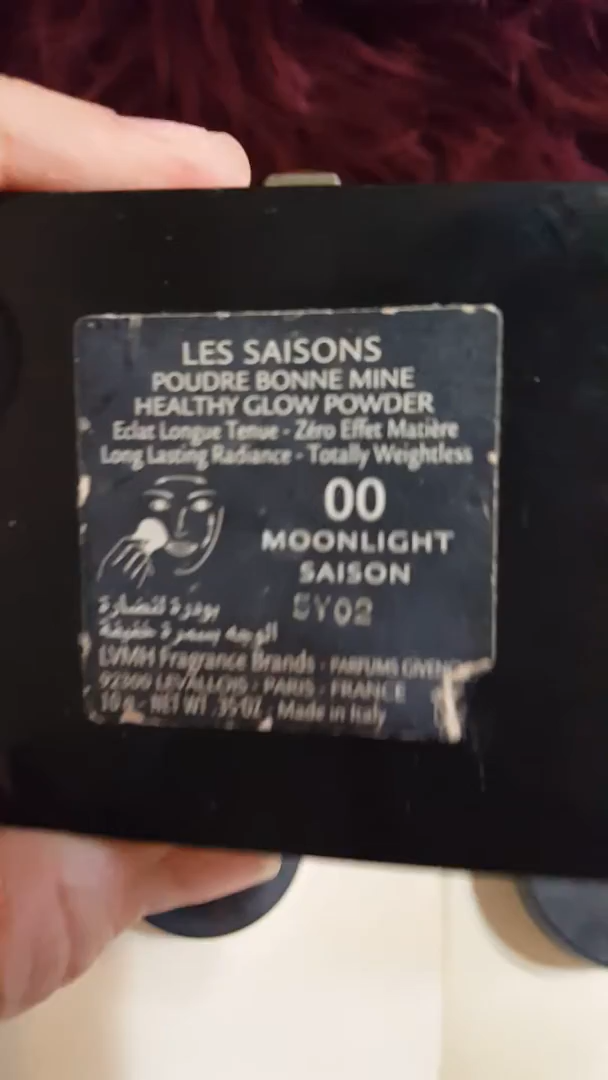 LES SAISONS
POUDRE BONNE MINE
HEALTHY GLOW POWDER
Eclat Longue Tenue - Zéro Effet Matière
Long Lasting Radiance - Totally Weightless
00
MOONLIGHT
SAISON
بودرة لنضارة
الوجه بسمرة خفيفة
LVMH Fragrance Brands - PARFUMS
92300 LEVALLOIS - PARIS - FRANCE
10 g - NET WT .35 OZ. Made in Italy